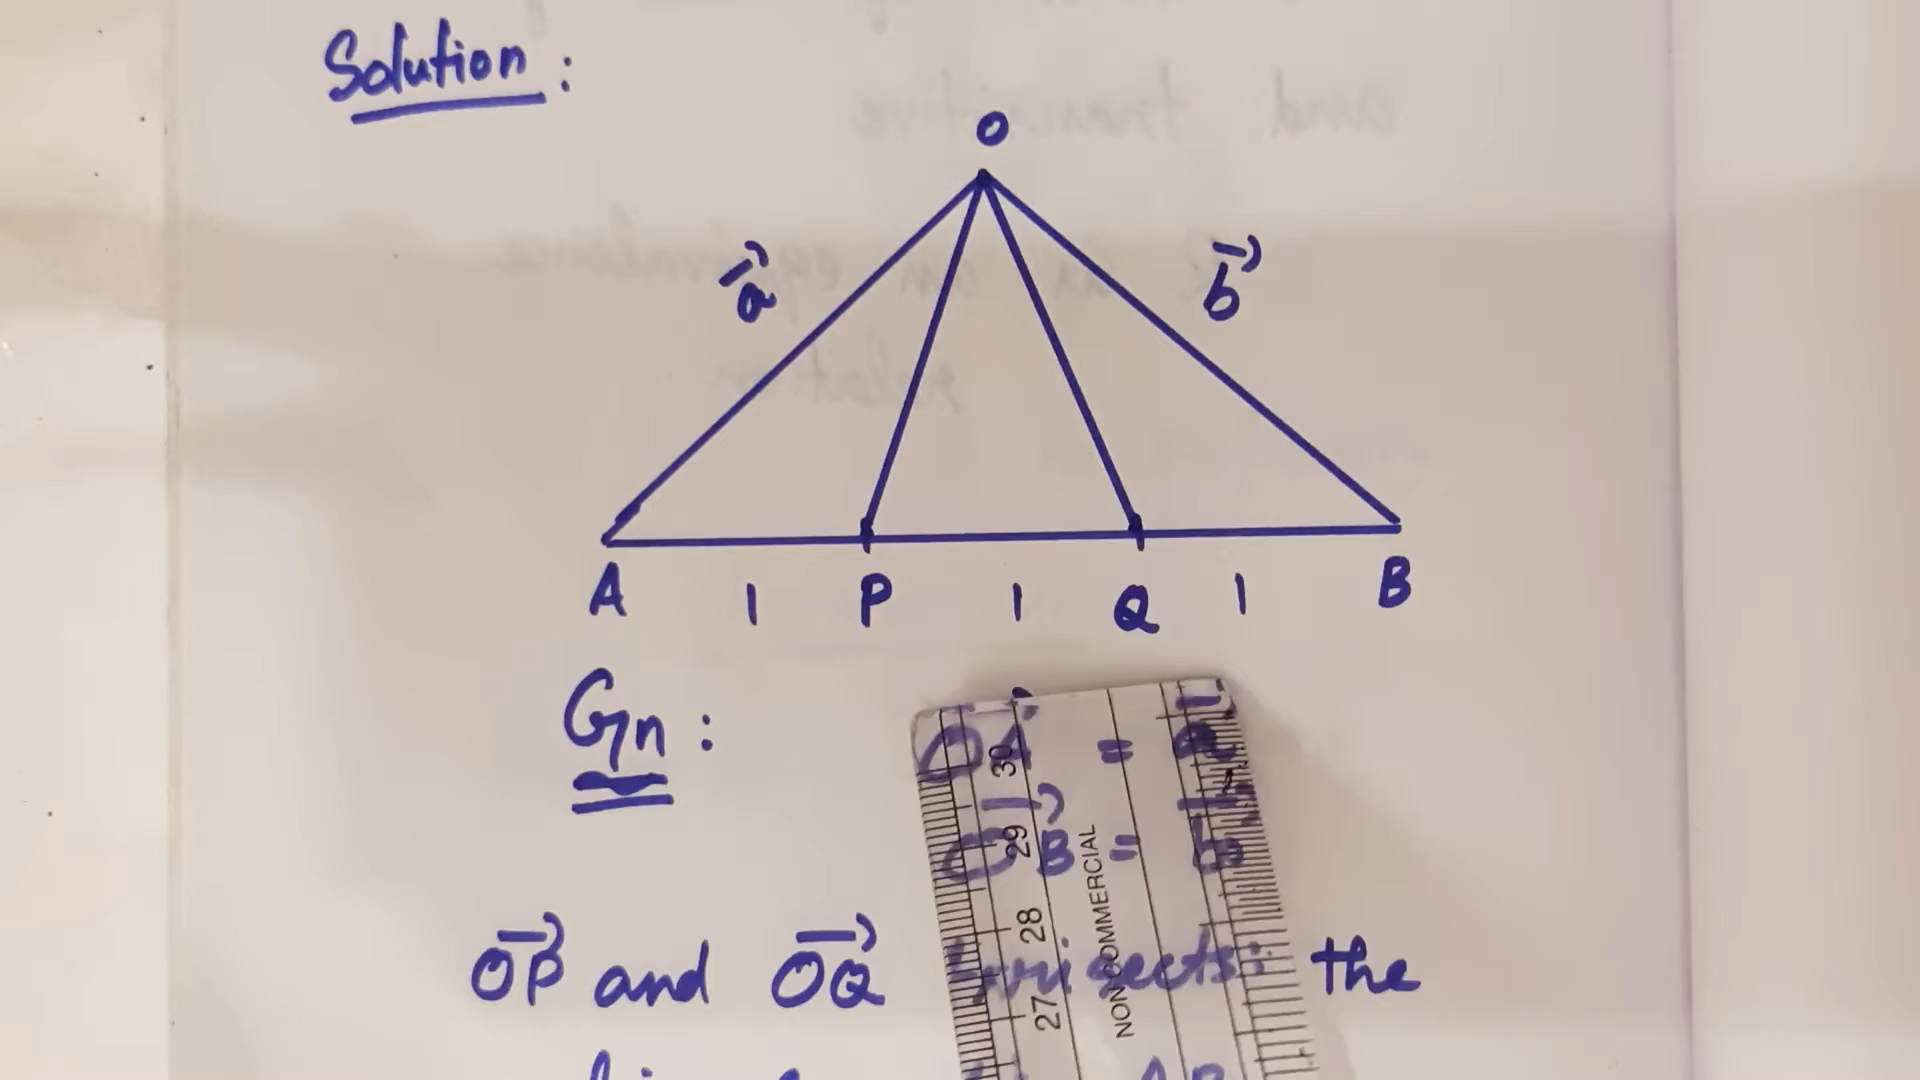 Solution:
O
a b
A 1 P 1 Q 1 B
Gn: OA = a
OB = b
OP and OQ trisects the
30
29
28
27
NON COMMERCIAL